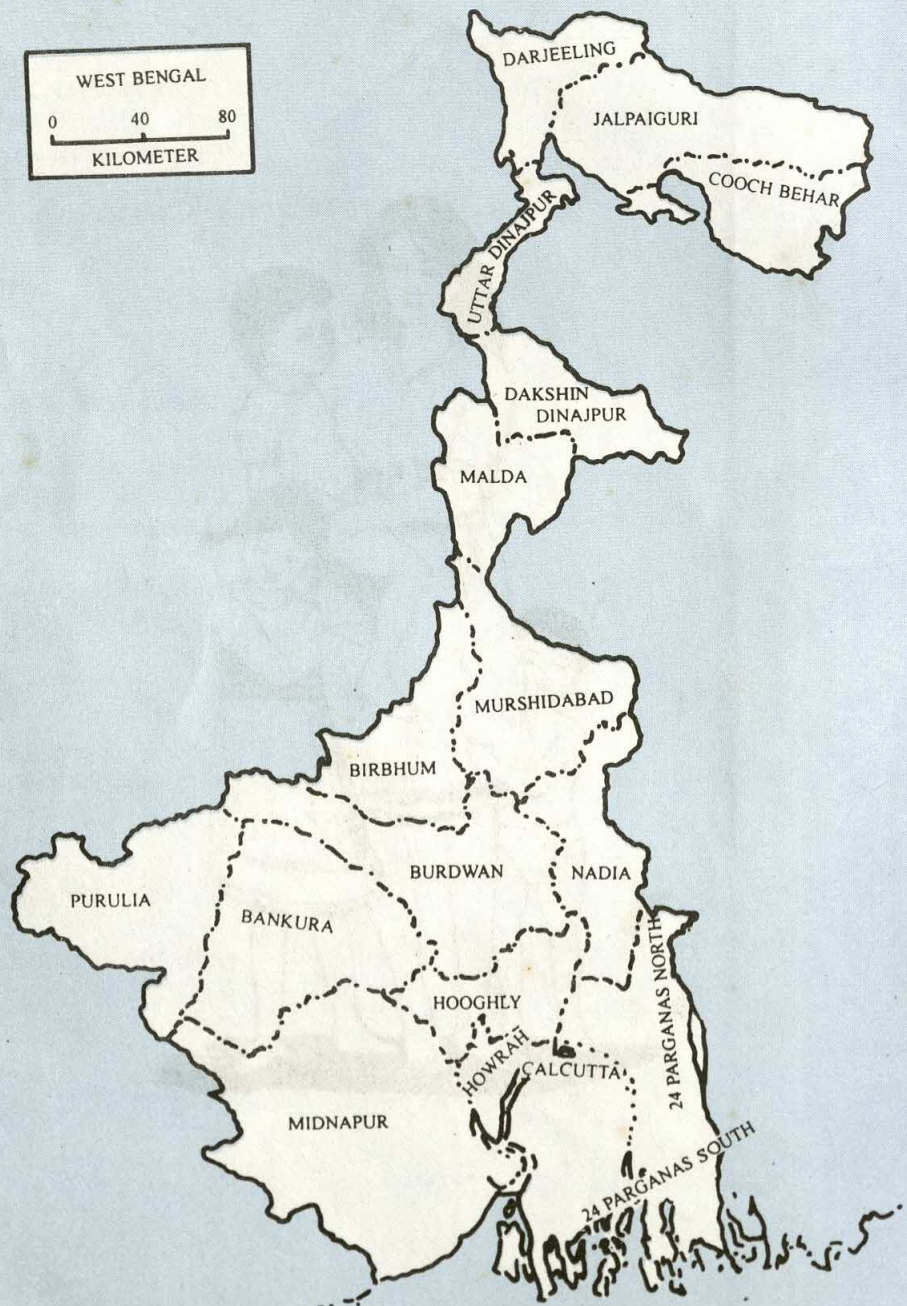 WEST BENGAL
0 40 80
KILOMETER
DARJEELING
JALPAIGURI
COOCH BEHAR
UTTAR DINAJPUR
DAKSHIN
DINAJPUR
MALDA
MURSHIDABAD
BIRBHUM
BURDWAN
NADIA
PURULIA
BANKURA
24 PARGANAS NORTH
HOOGHLY
HOWRAH
CALCUTTA
MIDNAPUR
24 PARGANAS SOUTH